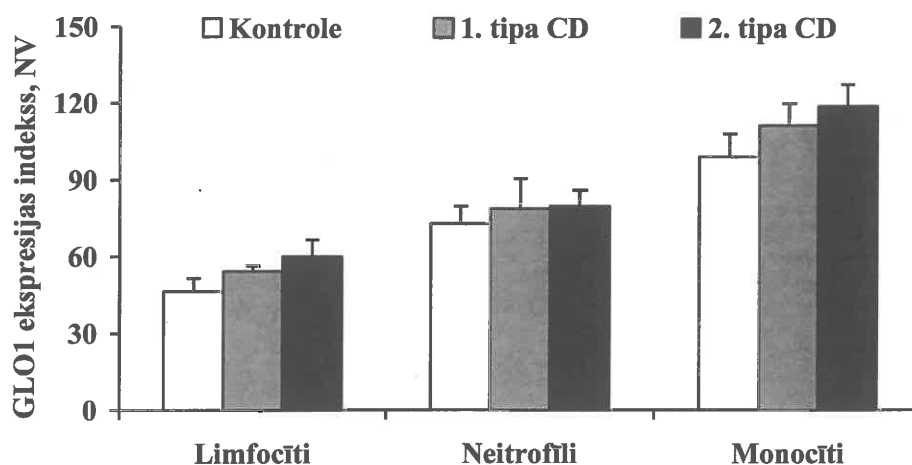 GLO1 ekspresijas indekss, NV
150
120
90
60
30
0
Kontrole 1. tipa CD 2. tipa CD
Limfocīti Neitrofīli Monocīti